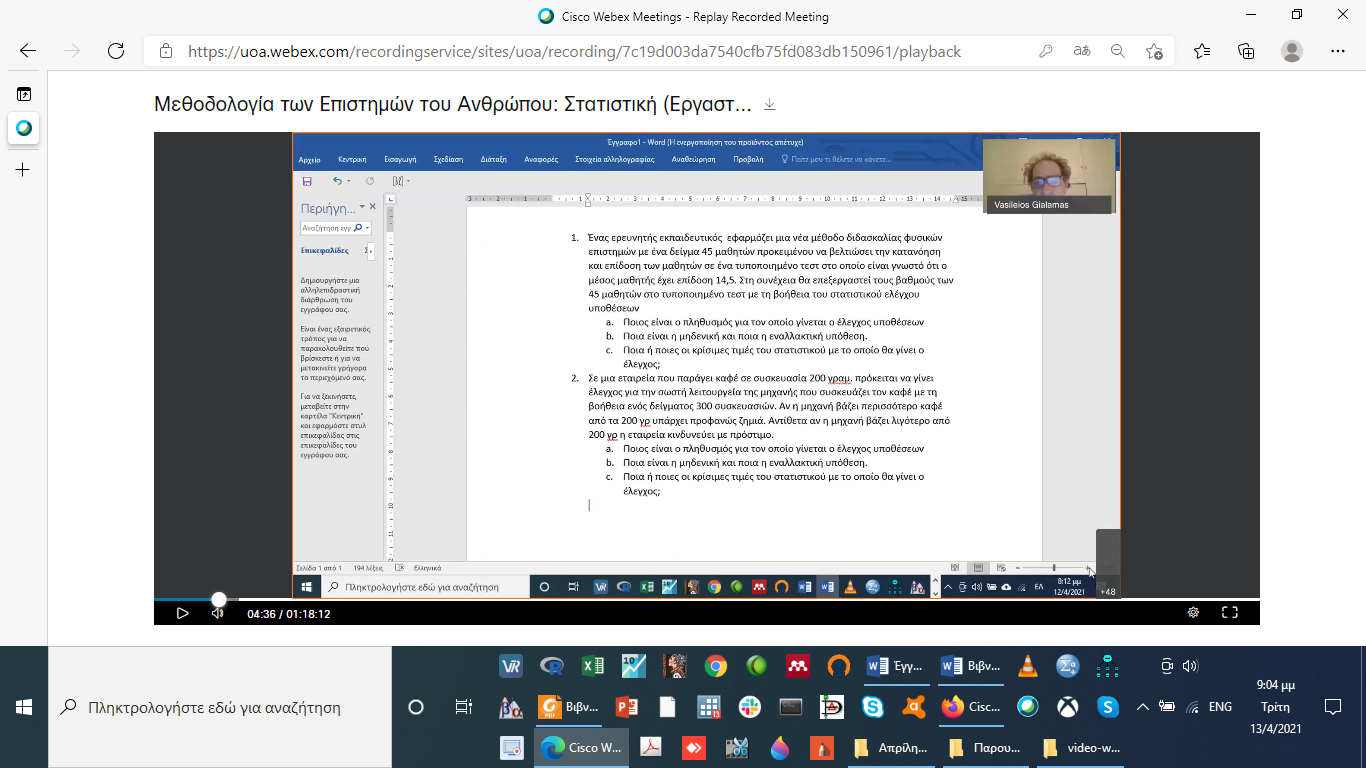 Cisco Webex Meetings - Replay Recorded Meeting
https://uoa.webex.com/recordingservice/sites/uoa/recording/7c19d003da7540cfb75fd083db150961/playback
Μεθοδολογία των Επιστημών του Ανθρώπου: Στατιστική (Εργαστ...
Έγγραφο1 - Word (Η ενεργοποίηση του προϊόντος απέτυχε)
Αρχείο Κεντρική Εισαγωγή Σχεδίαση Διάταξη Αναφορές Στοιχεία αλληλογραφίας Αναθεώρηση Προβολή Πείτε μου τι θέλετε να κάνετε...
Vasileios Gialamas
Περιήγη...
Αναζήτηση εγγ
Επικεφαλίδες
Δημιουργήστε μια
αλληλεπιδραστική
διάρθρωση του
εγγράφου σας.
Είναι ένας εξαιρετικός
τρόπος για να
παρακολουθείτε πού
βρίσκεστε ή για να
μετακινείτε γρήγορα
το περιεχόμενό σας.
Για να ξεκινήσετε,
μεταβείτε στην
καρτέλα "Κεντρική"
και εφαρμόστε στυλ
επικεφαλίδας στις
επικεφαλίδες του
εγγράφου σας.
1. Ένας ερευνητής εκπαιδευτικός εφαρμόζει μια νέα μέθοδο διδασκαλίας φυσικών
επιστημών με ένα δείγμα 45 μαθητών προκειμένου να βελτιώσει την κατανόηση
και επίδοση των μαθητών σε ένα τυποποιημένο τεστ στο οποίο είναι γνωστό ότι ο
μέσος μαθητής έχει επίδοση 14,5. Στη συνέχεια θα επεξεργαστεί τους βαθμούς των
45 μαθητών στο τυποποιημένο τεστ με τη βοήθεια του στατιστικού ελέγχου
υποθέσεων
a. Ποιος είναι ο πληθυσμός για τον οποίο γίνεται ο έλεγχος υποθέσεων
b. Ποια είναι η μηδενική και ποια η εναλλακτική υπόθεση.
c. Ποια ή ποιες οι κρίσιμες τιμές του στατιστικού με το οποίο θα γίνει ο
έλεγχος;
2. Σε μια εταιρεία που παράγει καφέ σε συσκευασία 200 γραμ. πρόκειται να γίνει
έλεγχος για την σωστή λειτουργεία της μηχανής που συσκευάζει τον καφέ με τη
βοήθεια ενός δείγματος 300 συσκευασιών. Αν η μηχανή βάζει περισσότερο καφέ
από τα 200 γρ υπάρχει προφανώς ζημιά. Αντίθετα αν η μηχανή βάζει λιγότερο από
200 γρ η εταιρεία κινδυνεύει με πρόστιμο.
a. Ποιος είναι ο πληθυσμός για τον οποίο γίνεται ο έλεγχος υποθέσεων
b. Ποια είναι η μηδενική και ποια η εναλλακτική υπόθεση.
c. Ποια ή ποιες οι κρίσιμες τιμές του στατιστικού με το οποίο θα γίνει ο
έλεγχος;
Σελίδα 1 από 1 194 λέξεις Ελληνικά
Πληκτρολογήστε εδώ για αναζήτηση
ΕΛ
8:12 μμ
12/4/2021
+48
04:36 / 01:18:12
Έγγ... Βιβν...
Πληκτρολογήστε εδώ για αναζήτηση
Βιβν... Cisc... ENG
9:04 μμ
Τρίτη
13/4/2021
Cisco W... Απρίλη... Παρου... video-w...